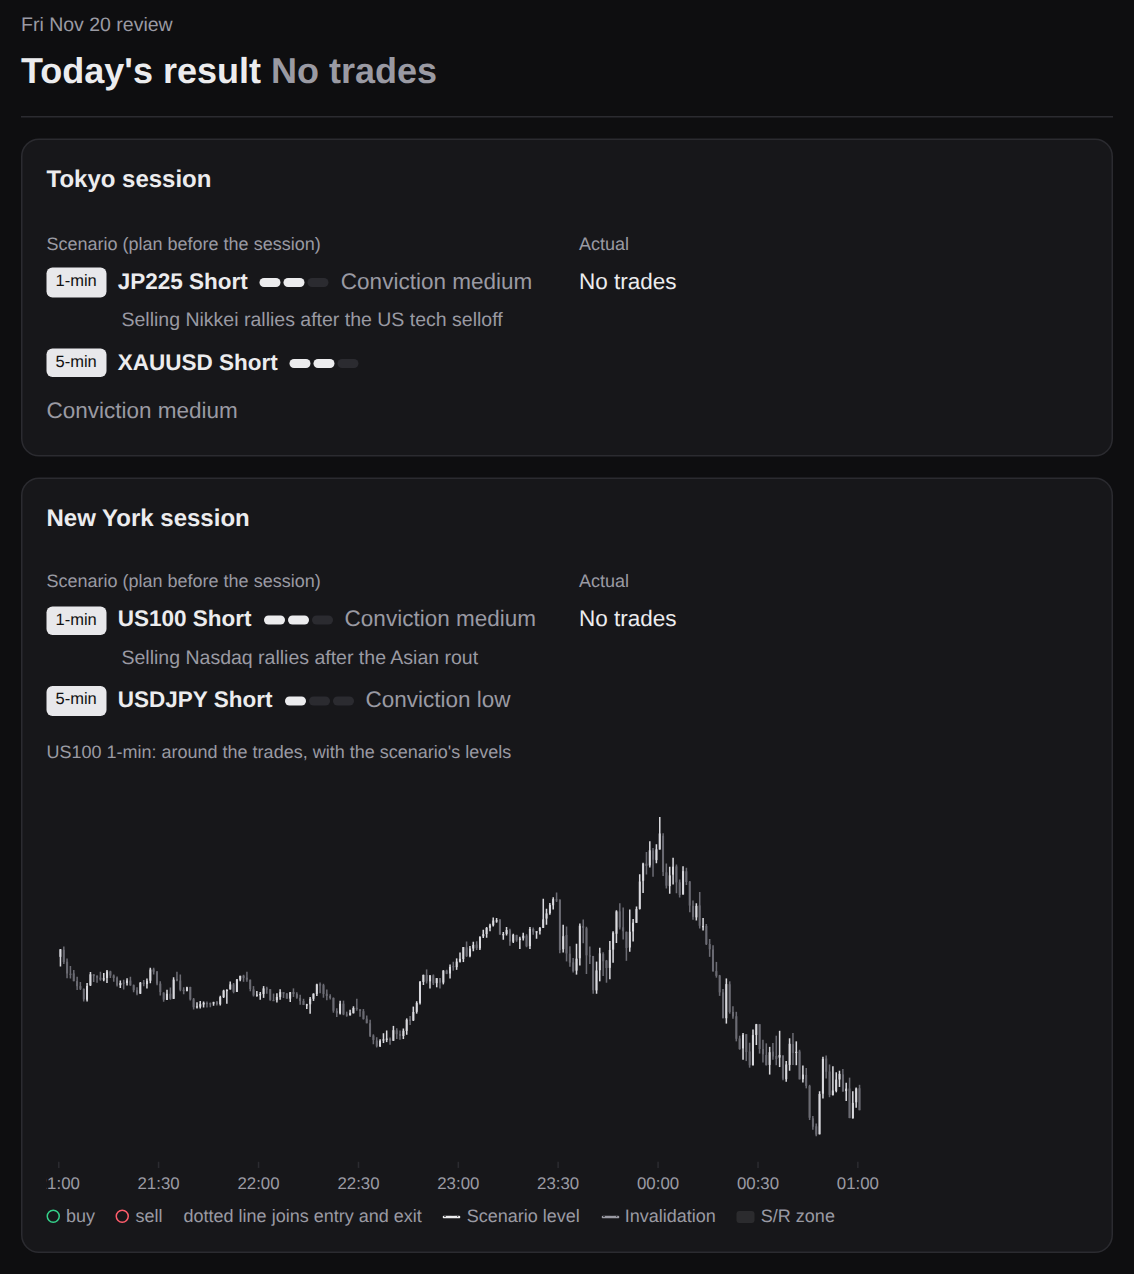 Fri Nov 20 review
Today's result No trades
Tokyo session
Scenario (plan before the session)
Actual
1-min JP225 Short Conviction medium
No trades
Selling Nikkei rallies after the US tech selloff
5-min XAUUSD Short
Conviction medium
New York session
Scenario (plan before the session)
Actual
1-min US100 Short Conviction medium
No trades
Selling Nasdaq rallies after the Asian rout
5-min USDJPY Short Conviction low
US100 1-min: around the trades, with the scenario's levels
1:00 21:30 22:00 22:30 23:00 23:30 00:00 00:30 01:00
buy sell dotted line joins entry and exit Scenario level Invalidation S/R zone